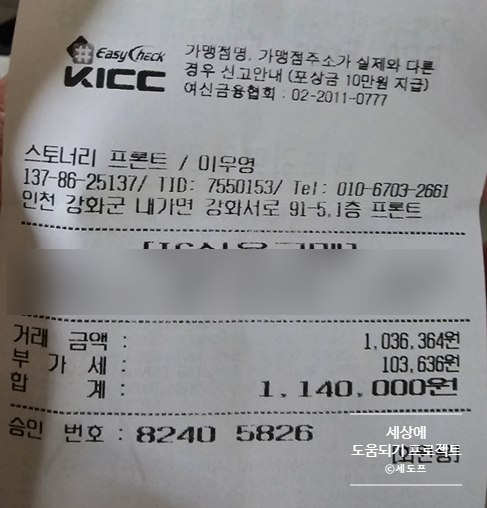 EasyCheck
KICC
가맹점명, 가맹점주소가 실제와 다른
경우 신고안내 (포상금 10만원 지급)
여신금융협회 : 02-2011-0777
스토너리 프론트 / 이우영
137-86-25137/ TID: 7550153/ Tel: 010-6703-2661
인천 강화군 내가면 강화서로 91-5,1층 프론트
거래 금액 : 1,036,364원
부 가 세 : 103,636원
합 계 : 1,140,000원
승인 번호 : 8240 5826
세상에
도움되기 프로젝트
©세도프